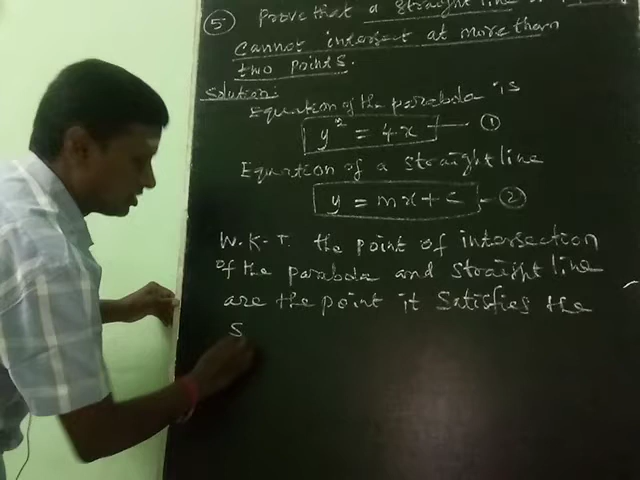 5 Prove that a straight line
cannot intersect at more than
two points.
Solution:
Equation of the parabola is
y² = 4x — ①
Equation of a straight line
y = mx + c — ②
W.K.T. the point of intersection
of the parabola and straight line
are the point it satisfies the
S